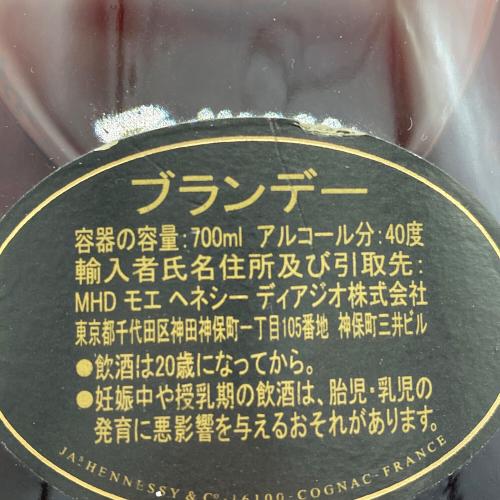 ブランデー
容器の容量:700ml アルコール分:40度
輸入者氏名住所及び引取先:
MHD モエ ヘネシー ディアジオ株式会社
東京都千代田区神田神保町一丁目105番地 神保町三井ビル
●飲酒は20歳になってから。
●妊娠中や授乳期の飲酒は、胎児・乳児の
発育に悪影響を与えるおそれがあります。
JAS HENNESSY & CO - 16100 - COGNAC - FRANCE